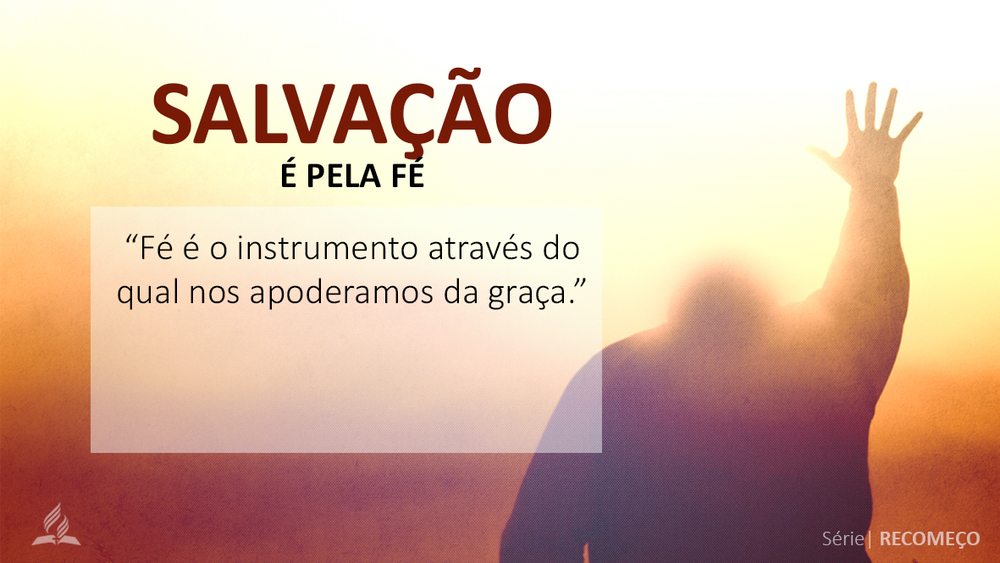 SALVAÇÃO
É PELA FÉ
“Fé é o instrumento através do
qual nos apoderamos da graça.”
Série| RECOMEÇO